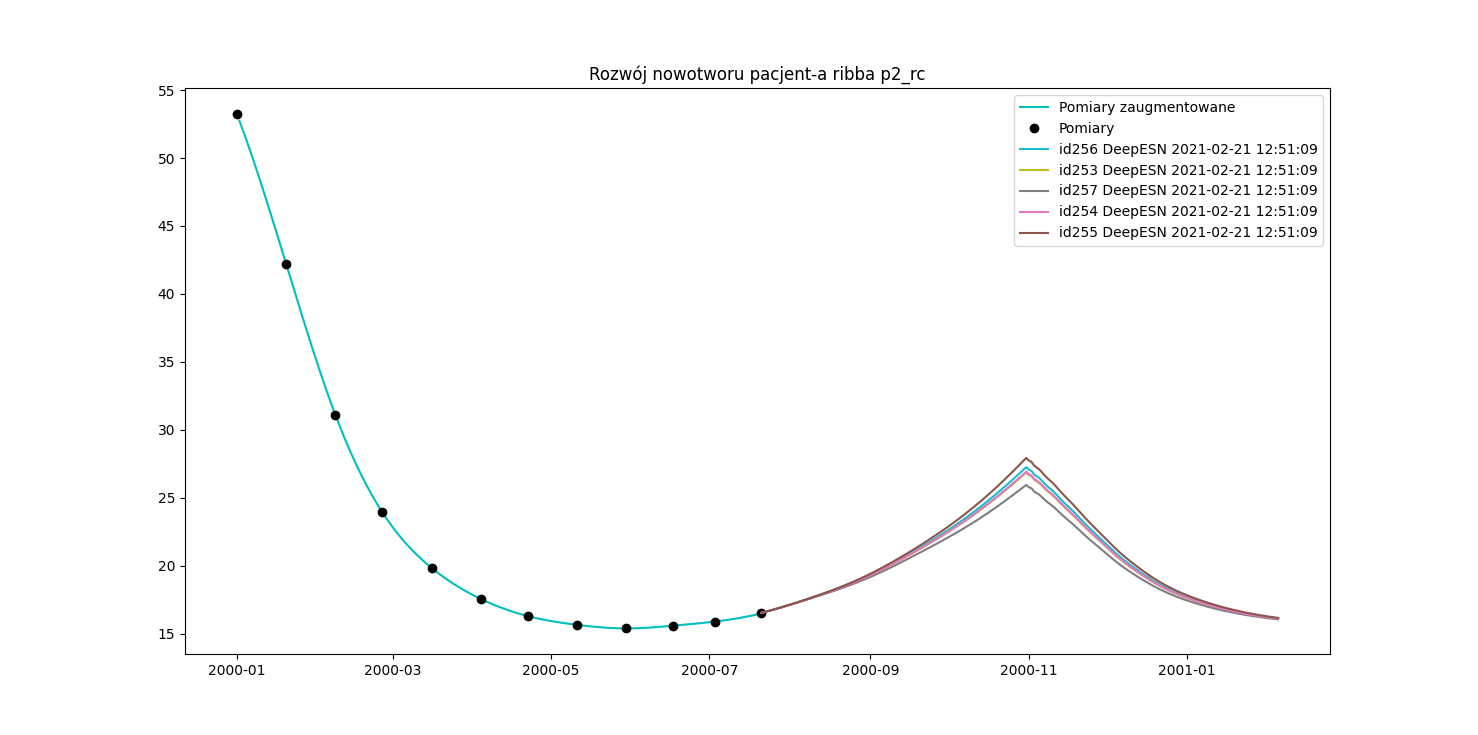 Rozwój nowotworu pacjent-a ribba p2_rc
55
50
45
40
35
30
25
20
15
2000-01
2000-03
2000-05
2000-07
2000-09
2000-11
2001-01
Pomiary zaugmentowane
Pomiary
id256 DeepESN 2021-02-21 12:51:09
id253 DeepESN 2021-02-21 12:51:09
id257 DeepESN 2021-02-21 12:51:09
id254 DeepESN 2021-02-21 12:51:09
id255 DeepESN 2021-02-21 12:51:09